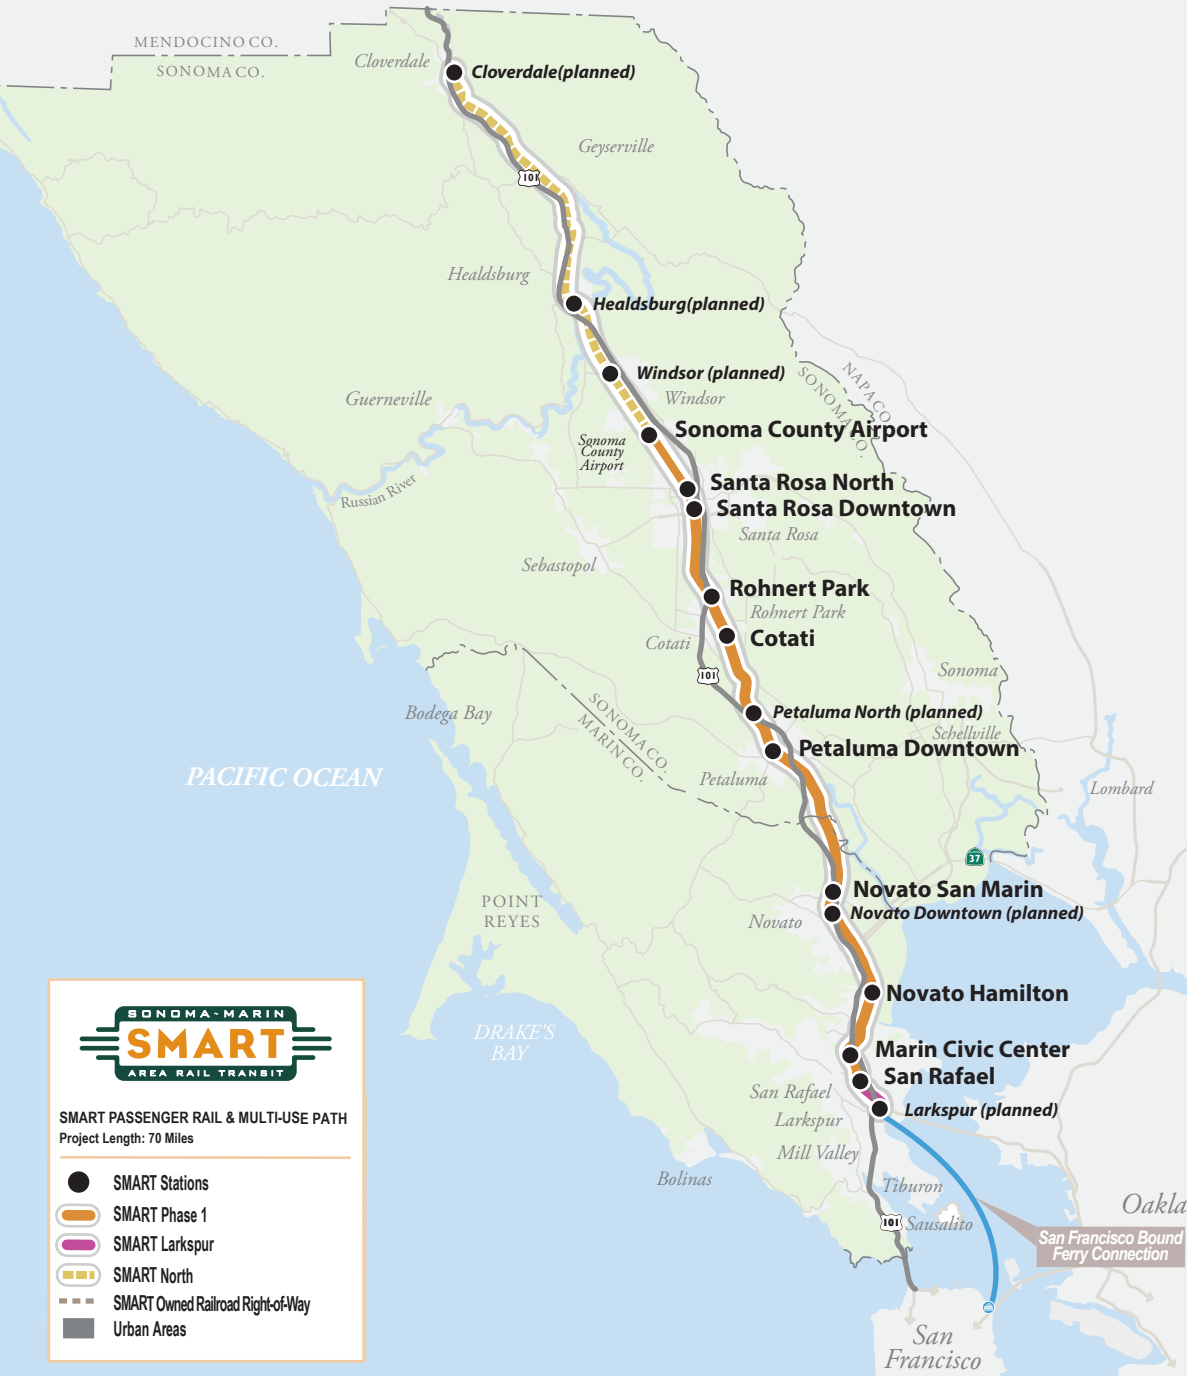 MENDOCINO CO.
SONOMA CO.
Cloverdale
Cloverdale(planned)
Geyserville
101
Healdsburg
Healdsburg(planned)
Windsor (planned)
NAPA CO.
SONOMA CO.
Guerneville
Windsor
Sonoma County Airport
Sonoma
County
Airport
Russian River
Santa Rosa North
Santa Rosa Downtown
Santa Rosa
Sebastopol
Rohnert Park
Rohnert Park
Cotati
Cotati
101
Sonoma
Bodega Bay
SONOMA CO.
MARIN CO.
Petaluma North (planned)
Schellville
Petaluma Downtown
PACIFIC OCEAN
Petaluma
Lombard
37
Novato San Marin
POINT
REYES
Novato
Novato Downtown (planned)
Novato Hamilton
DRAKE'S
BAY
Marin Civic Center
San Rafael
San Rafael
Larkspur (planned)
Larkspur
Mill Valley
Bolinas
Tiburon
Oakla
101
Sausalito
San Francisco Bound
Ferry Connection
San
Francisco
SONOMA~MARIN
SMART
AREA RAIL TRANSIT
SMART PASSENGER RAIL & MULTI-USE PATH
Project Length: 70 Miles
SMART Stations
SMART Phase 1
SMART Larkspur
SMART North
SMART Owned Railroad Right-of-Way
Urban Areas